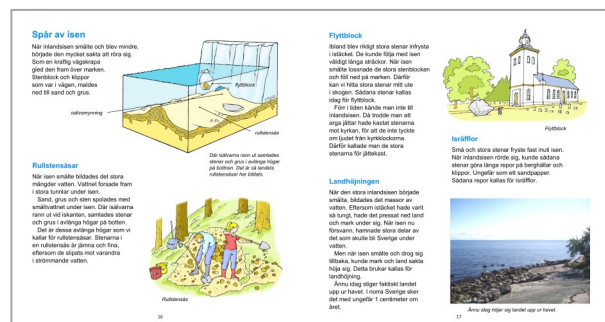 Spår av isen
När inlandsisen smälte och blev mindre,
började den mycket sakta att röra sig.
Som en kraftig vägskrapa
gled den fram över marken.
Stenblock och klippor
som var i vägen, maldes
ned till sand och grus.
flyttblock
isälvsmynning
rullstensås
Där isälvarna rann ut samlades
stenar och grus i avlånga högar
på bottnen. Det är så landets
rullstensåsar har bildats.
Rullstensåsar
När isen smälte bildades det stora
mängder vatten. Vattnet forsade fram
i stora tunnlar under isen.
Sand, grus och sten spolades med
smältvattnet under isen. Där isälvarna
rann ut vid iskanten, samlades stenar
och grus i avlånga högar på botten.
Det är dessa avlånga högar som vi
kallar för rullstensåsar. Stenarna i
en rullstensås är jämna och fina,
eftersom de slipats mot varandra
i strömmande vatten.
Rullstensås
16
Flyttblock
Ibland blev riktigt stora stenar infrysta
i istäcket. De kunde följa med isen
väldigt långa sträckor. När isen
smälte lossnade de stora stenblocken
och föll ned på marken. Därför
kan vi hitta stora stenar mitt ute
i skogen. Sådana stenar kallas
idag för flyttblock.
Förr i tiden kände man inte till
inlandsisen. Då trodde man att
arga jättar hade kastat stenarna
mot kyrkan, för att de inte tyckte
om ljudet från kyrkklockorna.
Därför kallade man de stora
stenarna för jättekast.
Landhöjningen
När den stora inlandsisen började
smälta, bildades det massor av
vatten. Eftersom istäcket hade varit
så tungt, hade det pressat ned land
och mark under sig. När isen nu
försvann, hamnade stora delar av
det som skulle bli Sverige under
vatten.
Men när isen smälte och drog sig
tillbaka, kunde mark och land sakta
höja sig. Detta brukar kallas för
landhöjning.
Ännu idag stiger faktiskt landet
upp ur havet. I norra Sverige sker
det med ungefär 1 centimeter om
året.
Flyttblock
Isräfflor
Små och stora stenar fryste fast inuti isen.
När inlandsisen rörde sig, kunde sådana
stenar göra långa repor på berghällar och
klippor. Ungefär som ett sandpapper.
Sådana repor kallas för isräfflor.
Ännu idag höjer sig landet upp ur havet.
17